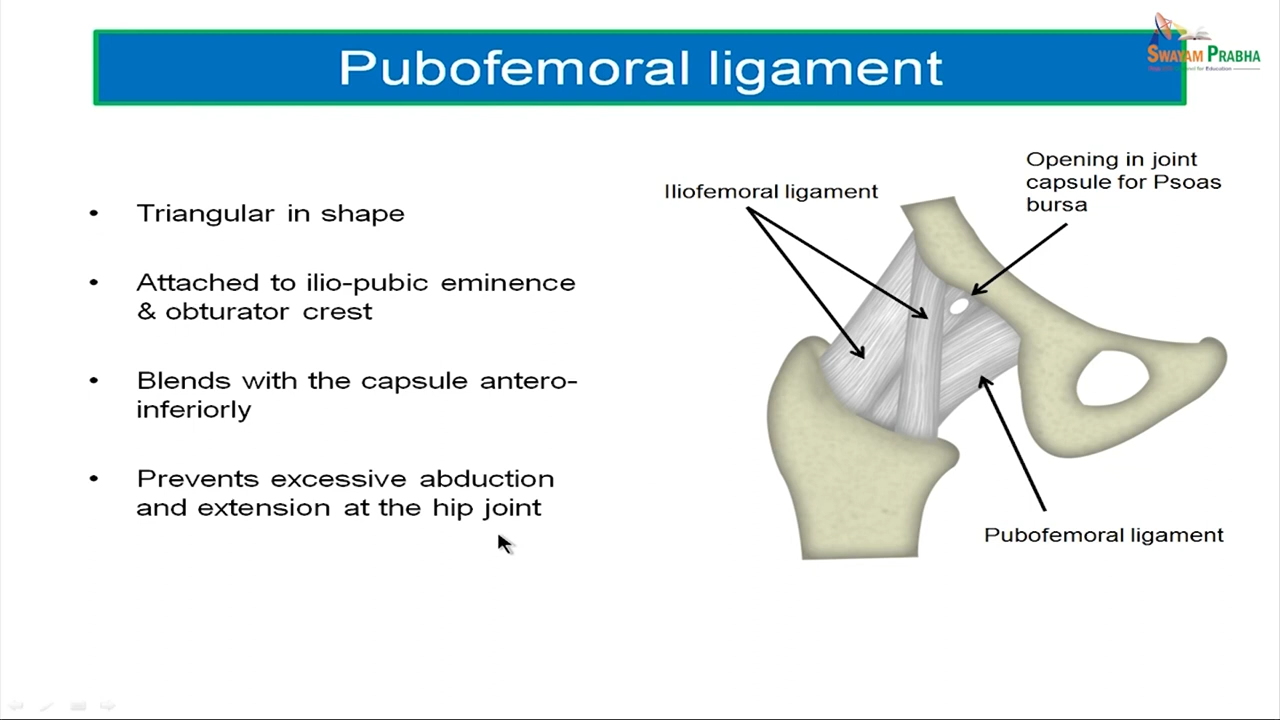 Pubofemoral ligament
SWAYAM PRABHA
• Triangular in shape
• Attached to ilio-pubic eminence
& obturator crest
• Blends with the capsule antero-
inferiorly
• Prevents excessive abduction
and extension at the hip joint
Iliofemoral ligament
Opening in joint
capsule for Psoas
bursa
Pubofemoral ligament